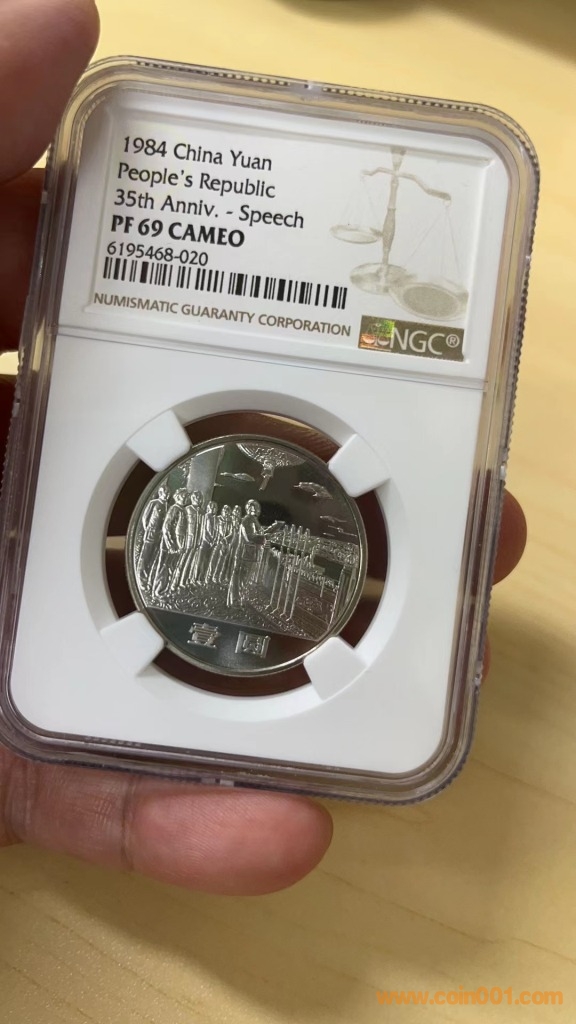 1984 China Yuan
People's Republic
35th Anniv. - Speech
PF 69 CAMEO
6195468-020
NUMISMATIC GUARANTY CORPORATION
NGC®
壹圆
www.coin001.com